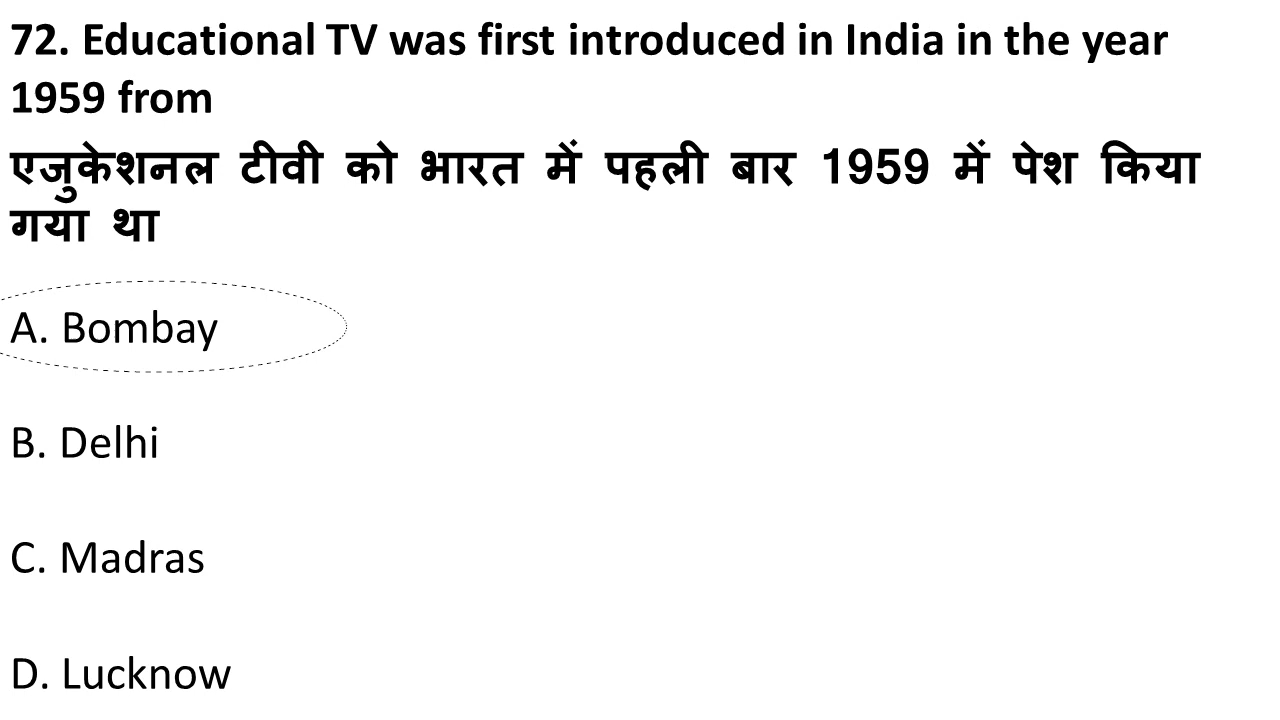 72. Educational TV was first introduced in India in the year
1959 from
एजुकेशनल टीवी को भारत में पहली बार 1959 में पेश किया
गया था
A. Bombay
B. Delhi
C. Madras
D. Lucknow